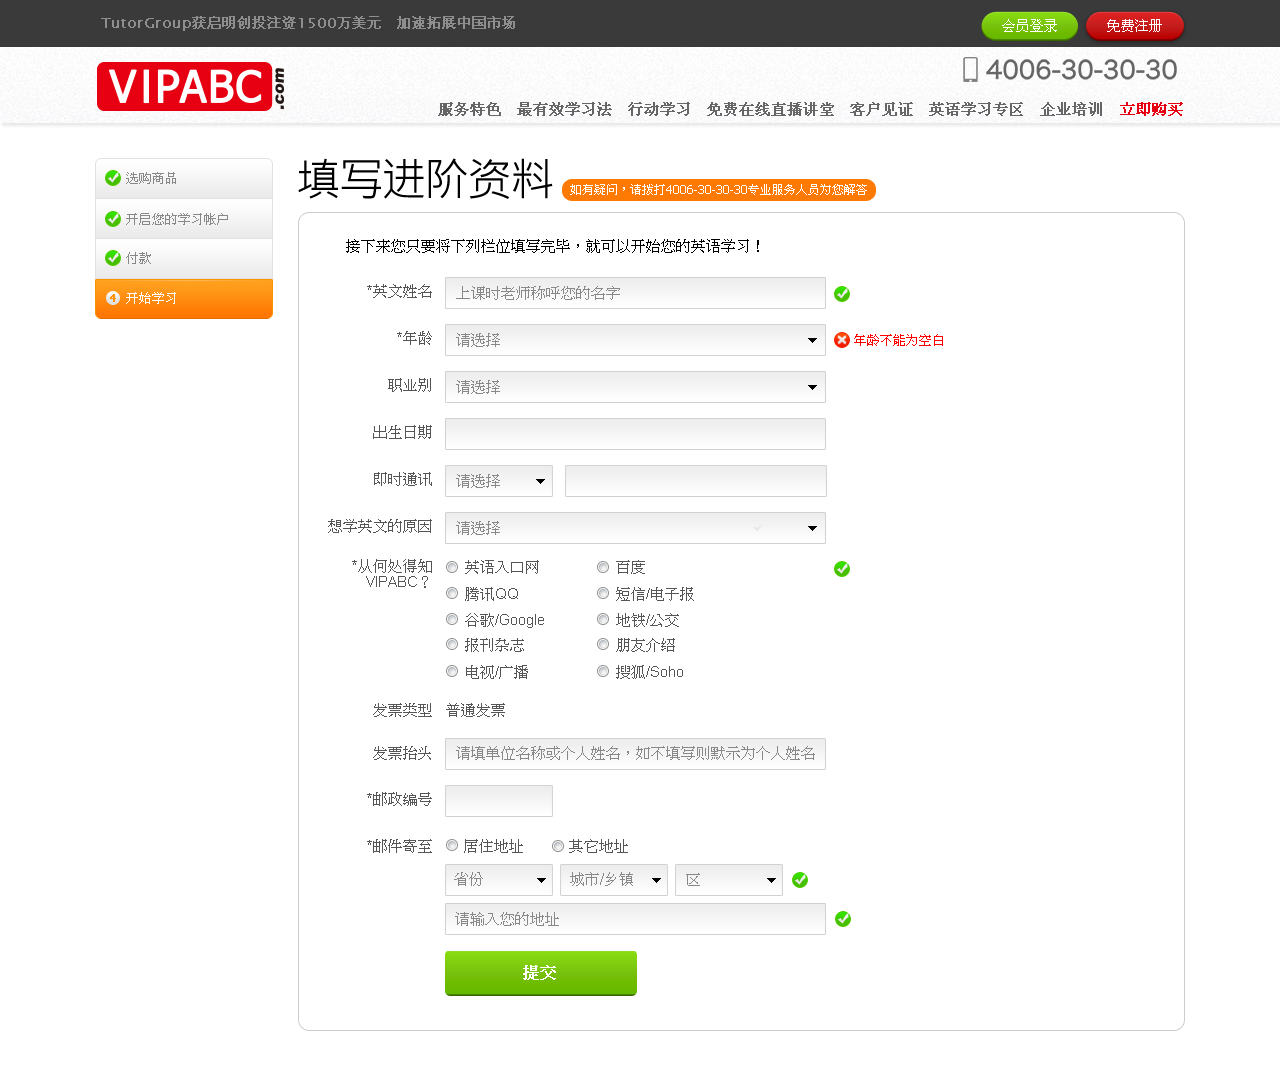 TutorGroup获启明创投注资1500万美元 加速拓展中国市场
会员登录 免费注册
VIPABC.com
4006-30-30-30
服务特色 最有效学习法 行动学习 免费在线直播讲堂 客户见证 英语学习专区 企业培训 立即购买
选购商品
开启您的学习帐户
付款
4 开始学习
填写进阶资料 如有疑问，请拨打4006-30-30-30专业服务人员为您解答
接下来您只要将下列栏位填写完毕，就可以开始您的英语学习！
*英文姓名 上课时老师称呼您的名字
*年龄 请选择 年龄不能为空白
职业别 请选择
出生日期
即时通讯 请选择
想学英文的原因 请选择
*从何处得知VIPABC？
英语入口网 百度
腾讯QQ 短信/电子报
谷歌/Google 地铁/公交
报刊杂志 朋友介绍
电视/广播 搜狐/Soho
发票类型 普通发票
发票抬头 请填单位名称或个人姓名，如不填写则默示为个人姓名
*邮政编号
*邮件寄至 居住地址 其它地址
省份 城市/乡镇 区
请输入您的地址
提交